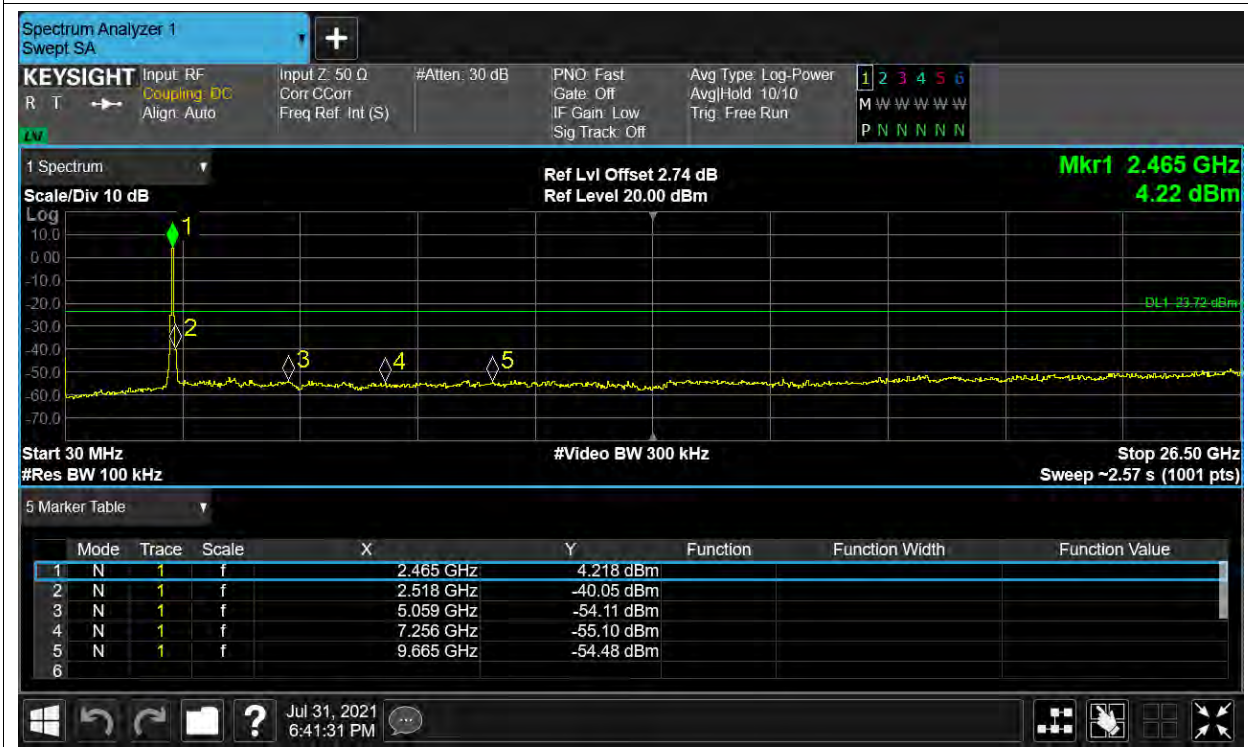 Spectrum Analyzer 1
Swept SA
KEYSIGHT Input: RF Input Z: 50 Ω #Atten: 30 dB PNO: Fast Avg Type: Log-Power 1 2 3 4 5 6
R T Coupling: DC Corr CCorr Gate: Off Avg|Hold: 10/10 M W W W W W W
Align: Auto Freq Ref: Int (S) IF Gain: Low Trig: Free Run
Sig Track: Off P N N N N N N
1 Spectrum Ref Lvl Offset 2.74 dB Mkr1 2.465 GHz
Scale/Div 10 dB Ref Level 20.00 dBm 4.22 dBm
Log
1
10.0
0.00
-10.0
-20.0 DL1 -23.72 dBm
-30.0 2
-40.0 3 4 5
-50.0
-60.0
-70.0
Start 30 MHz #Video BW 300 kHz Stop 26.50 GHz
#Res BW 100 kHz Sweep ~2.57 s (1001 pts)
5 Marker Table
Mode Trace Scale X Y Function Function Width Function Value
1 N 1 f 2.465 GHz 4.218 dBm
2 N 1 f 2.518 GHz -40.05 dBm
3 N 1 f 5.059 GHz -54.11 dBm
4 N 1 f 7.256 GHz -55.10 dBm
5 N 1 f 9.665 GHz -54.48 dBm
6
? Jul 31, 2021
6:41:31 PM